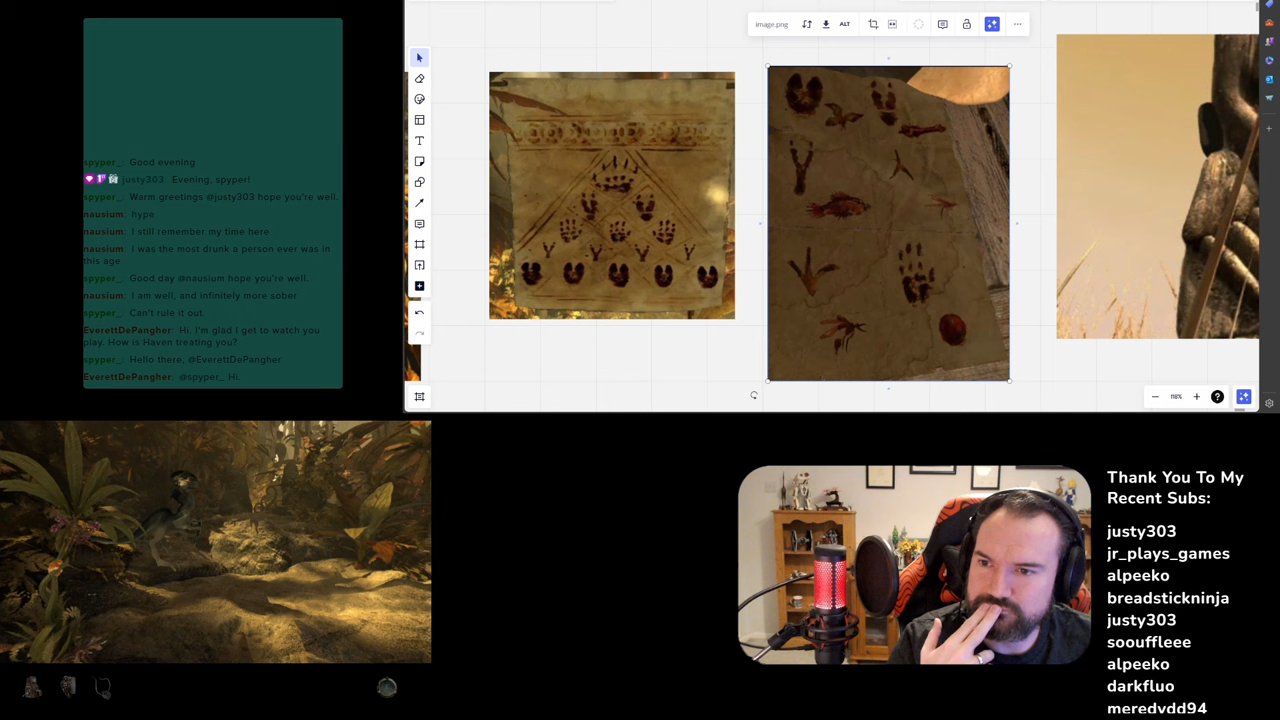 spyper_: Good evening
justy303: Evening, spyper!
spyper_: Warm greetings @justy303 hope you're well.
nausium: hype
nausium: I still remember my time here
nausium: I was the most drunk a person ever was in
this age
spyper_: Good day @nausium hope you're well.
nausium: I am well, and infinitely more sober
spyper_: Can't rule it out.
EverettDePangher: Hi. I'm glad I get to watch you
play. How is Haven treating you?
spyper_: Hello there, @EverettDePangher
EverettDePangher: @spyper_ Hi.
image.png
ALT
Thank You To My
Recent Subs:
justy303
jr_plays_games
alpeeko
breadstickninja
justy303
sooufleee
alpeeko
darkfluo
meredydd94